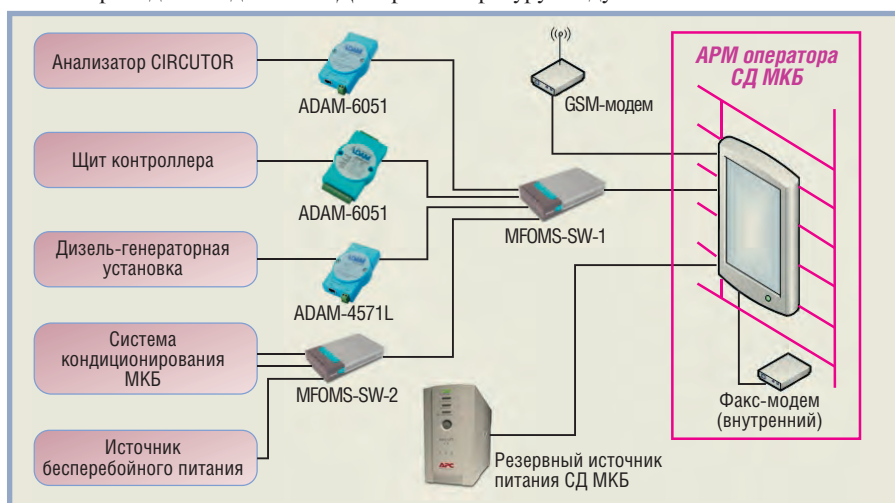 Анализатор CIRCUTOR
ADAM-6051
Щит контроллера
ADAM-6051
Дизель-генераторная
установка
ADAM-4571L
Система
кондиционирования
МКБ
MFOMS-SW-2
Источник
бесперебойного питания
((ϙ))
GSM-модем
MFOMS-SW-1
APC
Резервный источник
питания СД МКБ
АРМ оператора
СД МКБ
Факс-модем
(внутренний)